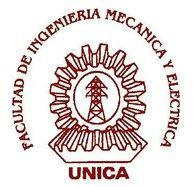 FACULTAD DE INGENIERIA MECANICA Y ELECTRICA
UNICA